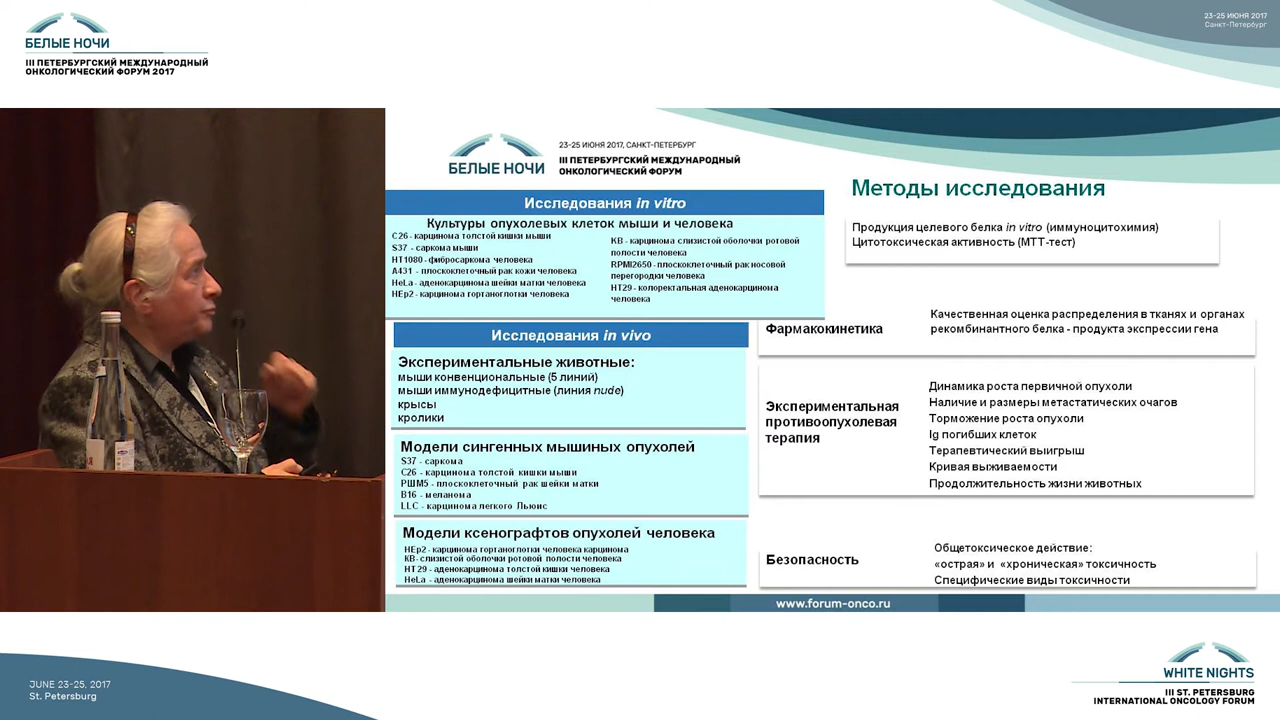 БЕЛЫЕ НОЧИ
III ПЕТЕРБУРГСКИЙ МЕЖДУНАРОДНЫЙ
ОНКОЛОГИЧЕСКИЙ ФОРУМ 2017
23-25 ИЮНЯ 2017
Санкт-Петербург
БЕЛЫЕ НОЧИ
23-25 ИЮНЯ 2017, САНКТ-ПЕТЕРБУРГ
III ПЕТЕРБУРГСКИЙ МЕЖДУНАРОДНЫЙ
ОНКОЛОГИЧЕСКИЙ ФОРУМ
Методы исследования
Исследования in vitro
Культуры опухолевых клеток мыши и человека
C26 - карцинома толстой кишки мыши
S37 - саркома мыши
HT1080 - фибросаркома человека
A431 - плоскоклеточный рак кожи человека
HeLa - аденокарцинома шейки матки человека
HEp2 - карцинома гортаноглотки человека
KB - карцинома слизистой оболочки ротовой
полости человека
RPMI2650 - плоскоклеточный рак носовой
перегородки человека
HT29 - колоректальная аденокарцинома
человека
Продукция целевого белка in vitro (иммуноцитохимия)
Цитотоксическая активность (МТТ-тест)
Исследования in vivo
Экспериментальные животные:
мыши конвенциональные (5 линий)
мыши иммунодефицитные (линия nude)
крысы
кролики
Модели сингенных мышиных опухолей
S37 - саркома
C26 - карцинома толстой кишки мыши
РШМ5 - плоскоклеточный рак шейки матки
B16 - меланома
LLC - карцинома легкого Льюис
Модели ксенографтов опухолей человека
HEp2 - карцинома гортаноглотки человека карцинома
KB- слизистой оболочки ротовой полости человека
HT29 - аденокарцинома толстой кишки человека
HeLa - аденокарцинома шейки матки человека
Фармакокинетика
Качественная оценка распределения в тканях и органах
рекомбинантного белка - продукта экспрессии гена
Экспериментальная
противоопухолевая
терапия
Динамика роста первичной опухоли
Наличие и размеры метастатических очагов
Торможение роста опухоли
Ig погибших клеток
Терапевтический выигрыш
Кривая выживаемости
Продолжительность жизни животных
Безопасность
Общетоксическое действие:
«острая» и «хроническая» токсичность
Специфические виды токсичности
www.forum-onco.ru
JUNE 23-25, 2017
St. Petersburg
WHITE NIGHTS
III ST. PETERSBURG
INTERNATIONAL ONCOLOGY FORUM